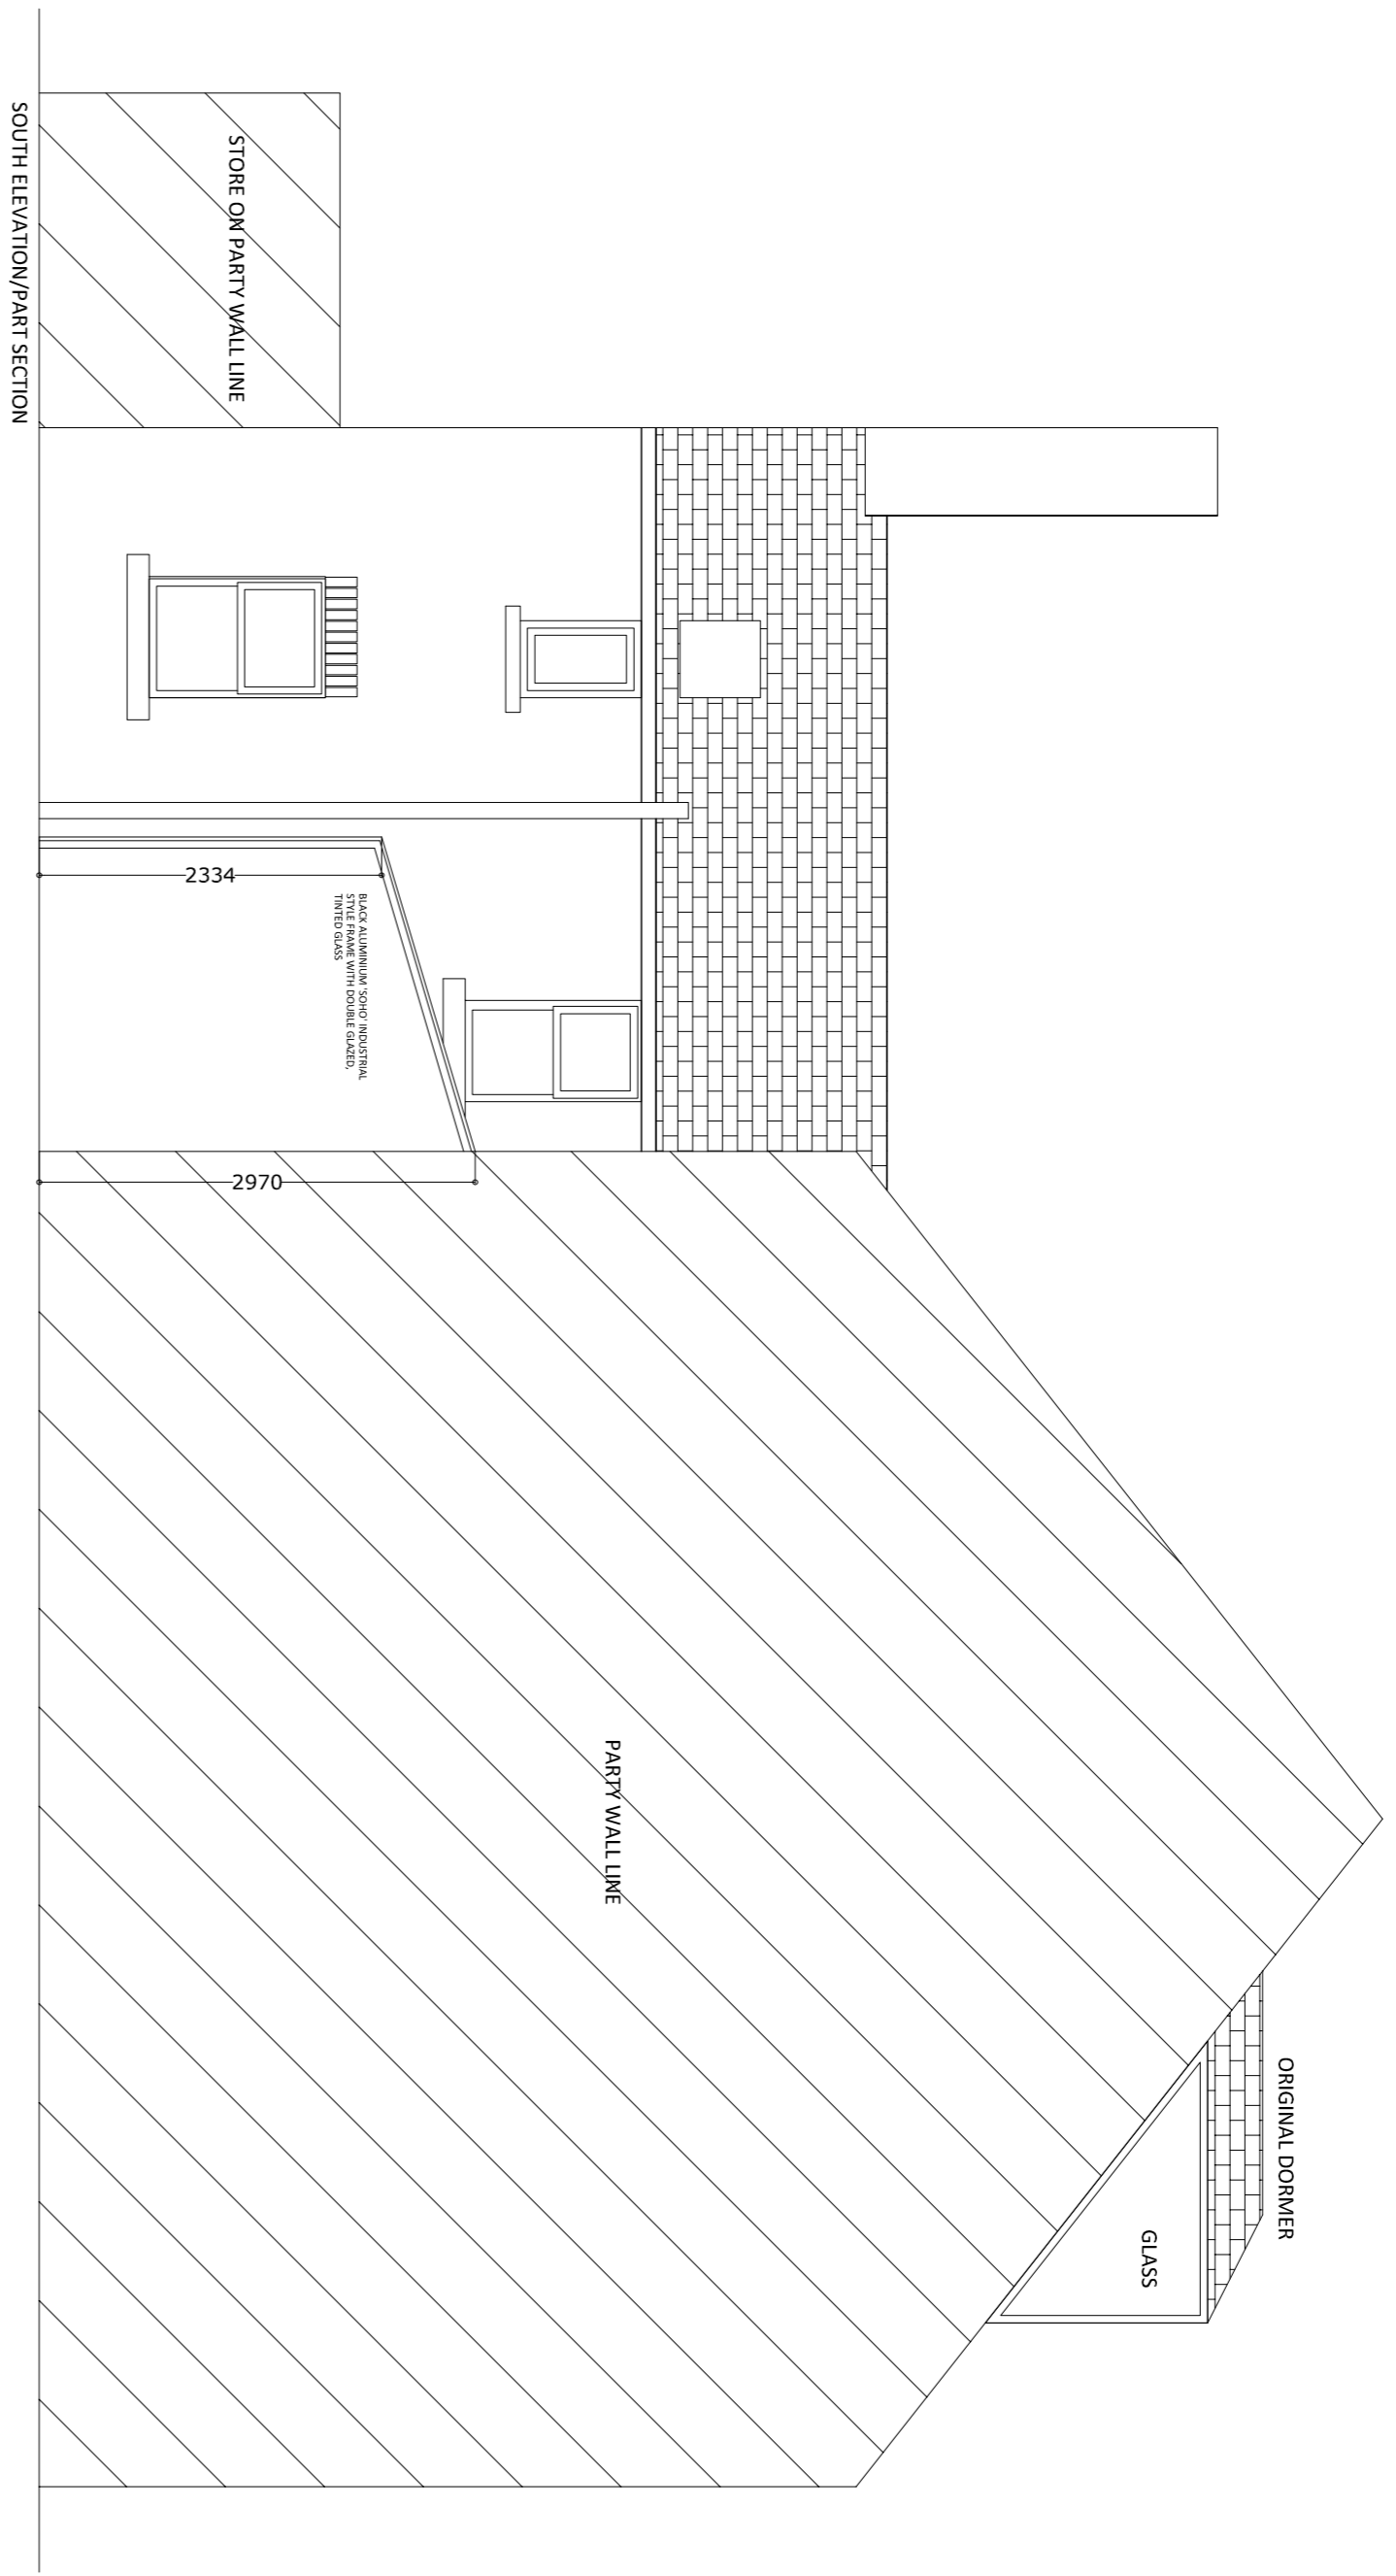 ORIGINAL DORMER
GLASS
PARTY WALL LINE
STORE ON PARTY WALL LINE
BLACK ALUMINIUM 'SOHO' INDUSTRIAL
STYLE FRAME WITH DOUBLE GLAZED,
TINTED GLASS
2334
2970
SOUTH ELEVATION/PART SECTION